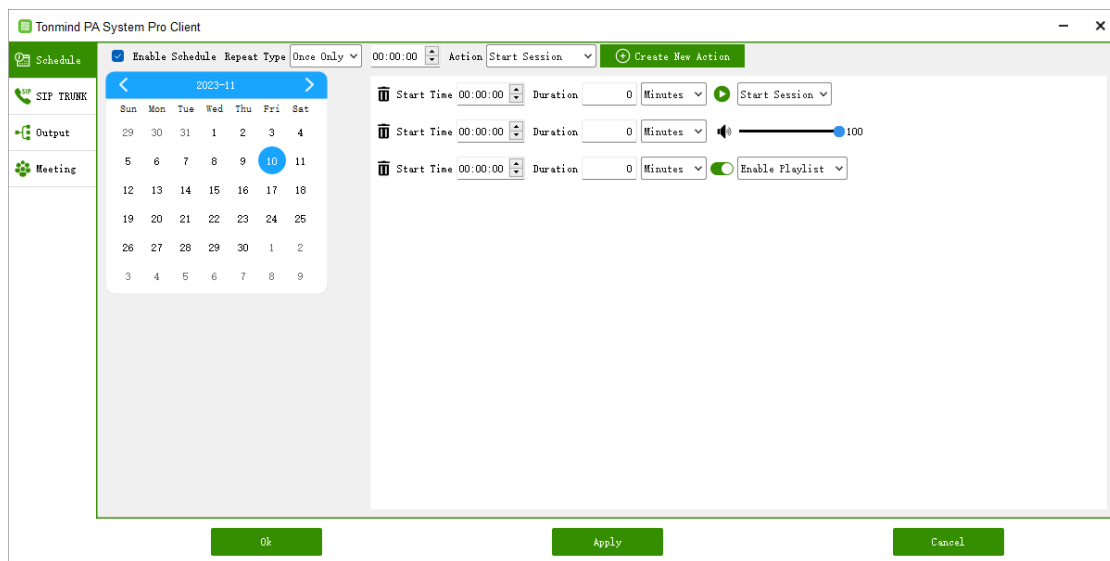 Tonmind PA System Pro Client
Schedule
Enable Schedule Repeat Type Once Only 00:00:00 Action Start Session Create New Action
SIP TRUNK
Output
Meeting
2023-11
Sun Mon Tue Wed Thu Fri Sat
29 30 31 1 2 3 4
5 6 7 8 9 10 11
12 13 14 15 16 17 18
19 20 21 22 23 24 25
26 27 28 29 30 1 2
3 4 5 6 7 8 9
Start Time 00:00:00 Duration 0 Minutes Start Session
Start Time 00:00:00 Duration 0 Minutes 100
Start Time 00:00:00 Duration 0 Minutes Enable Playlist
Ok Apply Cancel